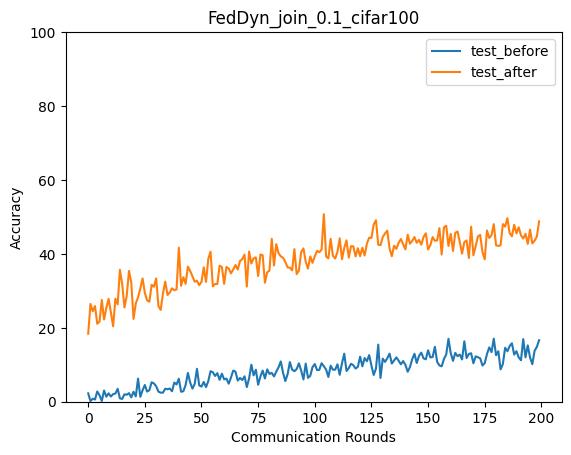 FedDyn_join_0.1_cifar100
test_before
test_after
Accuracy
100
80
60
40
20
0
0 25 50 75 100 125 150 175 200
Communication Rounds